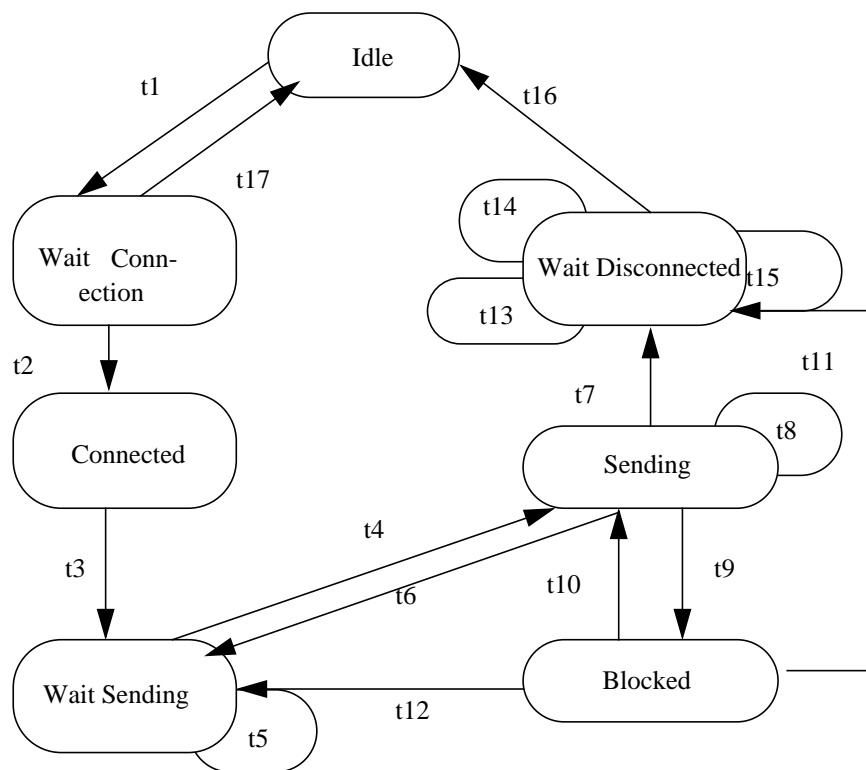 Idle
t1
t16
t17
t14
Wait Conn-
ection
Wait Disconnected
t15
t13
t2
t7
t11
t8
Connected
Sending
t4
t3
t6
t10
t9
Wait Sending
Blocked
t12
t5